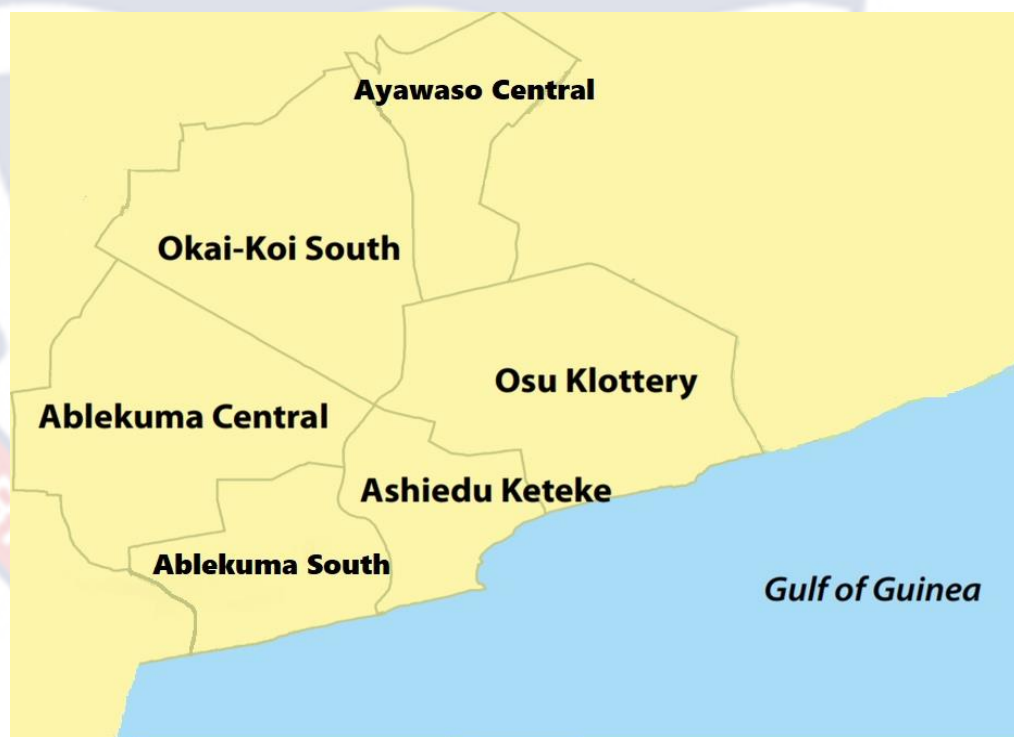 Ayawaso Central
Okai-Koi South
Osu Klottery
Ablekuma Central
Ashiedu Keteke
Ablekuma South
Gulf of Guinea